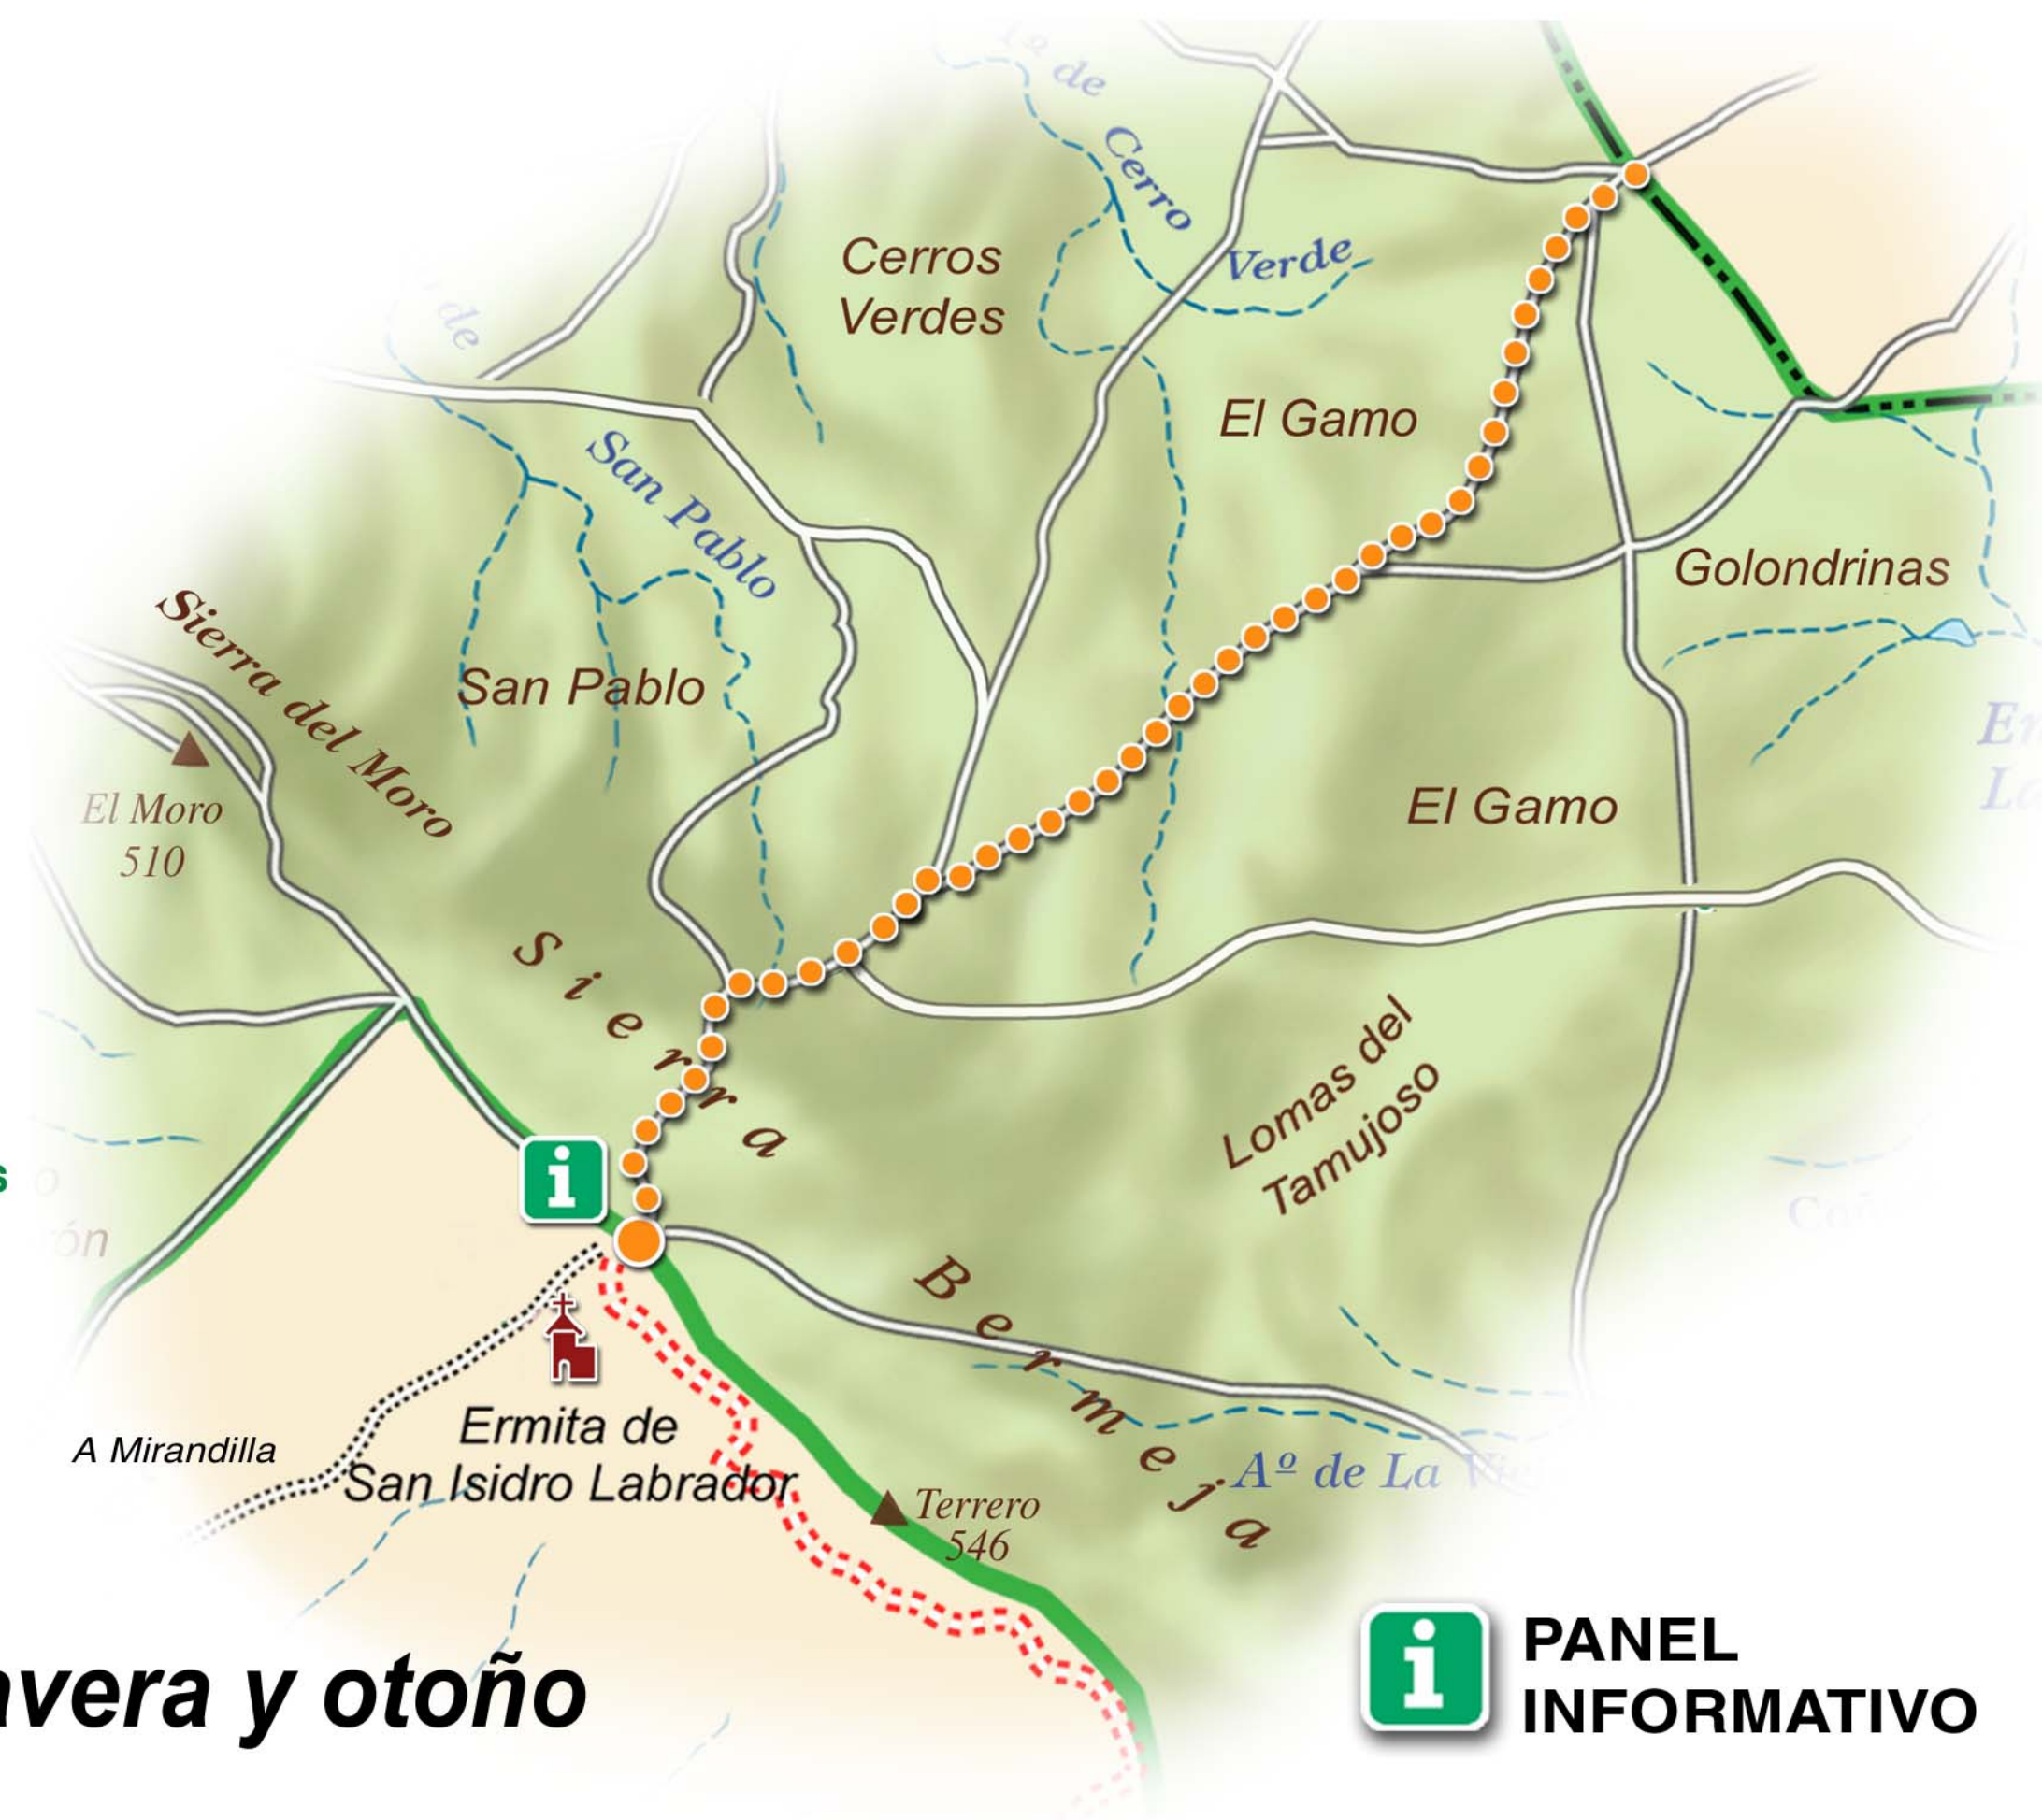 de
Cerro
Verde
Cerros
Verdes
de
El Gamo
San Pablo
Golondrinas
Sierra del Moro
San Pablo
El Moro
510
El Gamo
Sierra
Lomas del
Tamujoso
Bermeja
A Mirandilla
Ermita de
San Isidro Labrador
Aº de La
Terrero
546
i
i
PANEL
INFORMATIVO
y otoño